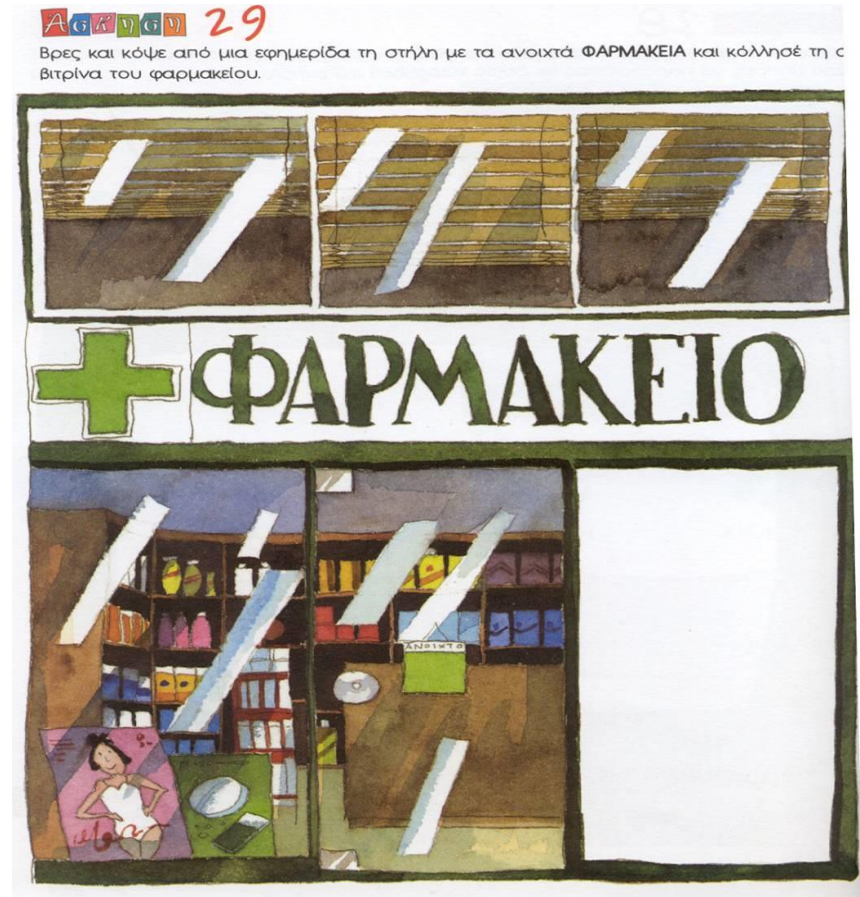 Άσκηση 29
Βρες και κόψε από μια εφημερίδα τη στήλη με τα ανοιχτά ΦΑΡΜΑΚΕΙΑ και κόλλησέ τη
βιτρίνα του φαρμακείου.
ΦΑΡΜΑΚΕΙΟ
ΑΝΟΙΧΤΟ